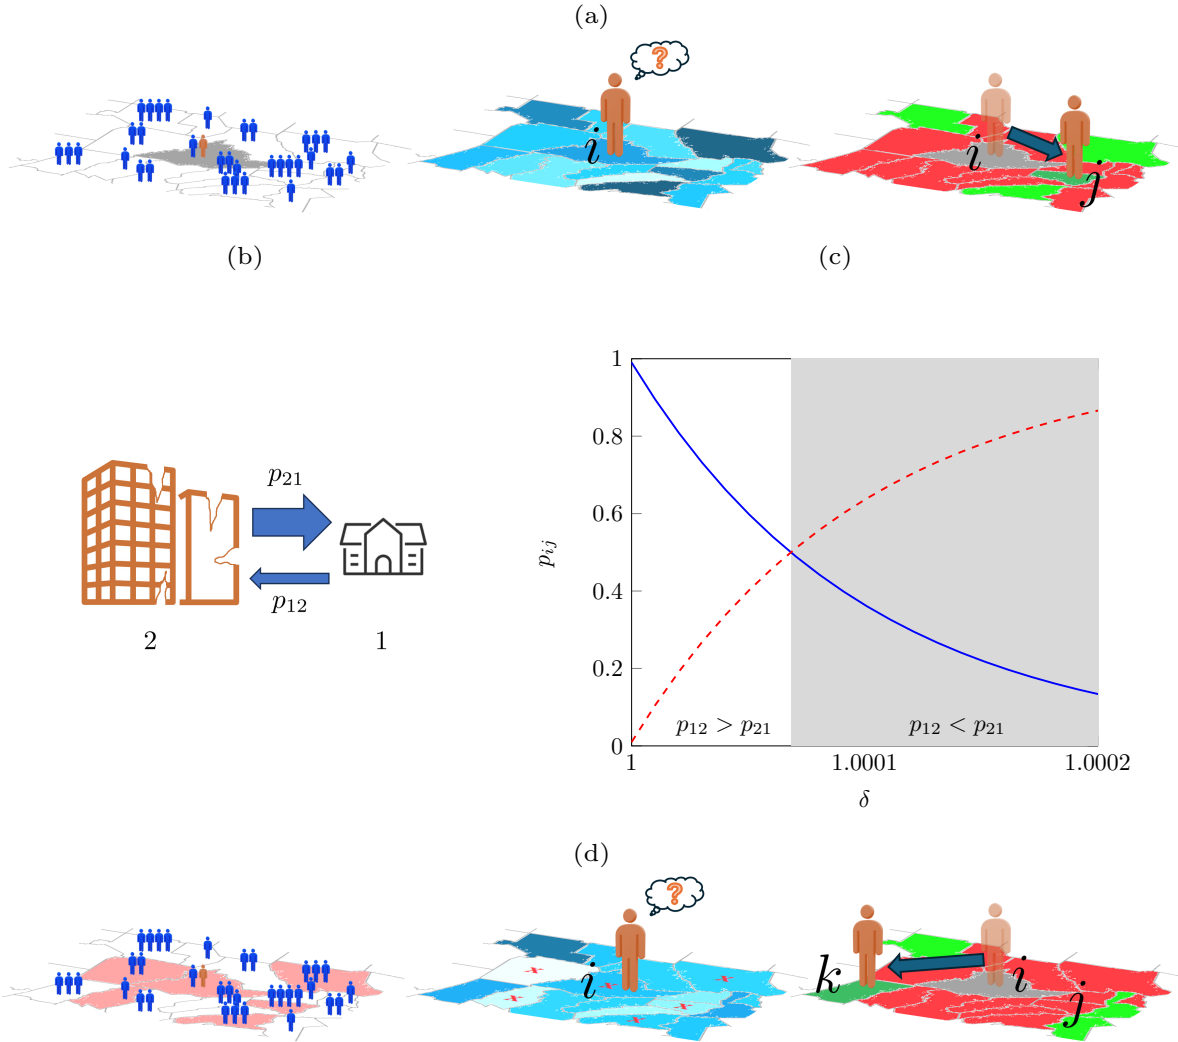 (a)
?
i
i
j
(b)
(c)
p₂₁
p₁₂
2
1
1
0.8
0.6
0.4
0.2
0
pᵢⱼ
p₁₂ > p₂₁
p₁₂ < p₂₁
1
1.0001
1.0002
δ
(d)
?
i
k
i
j